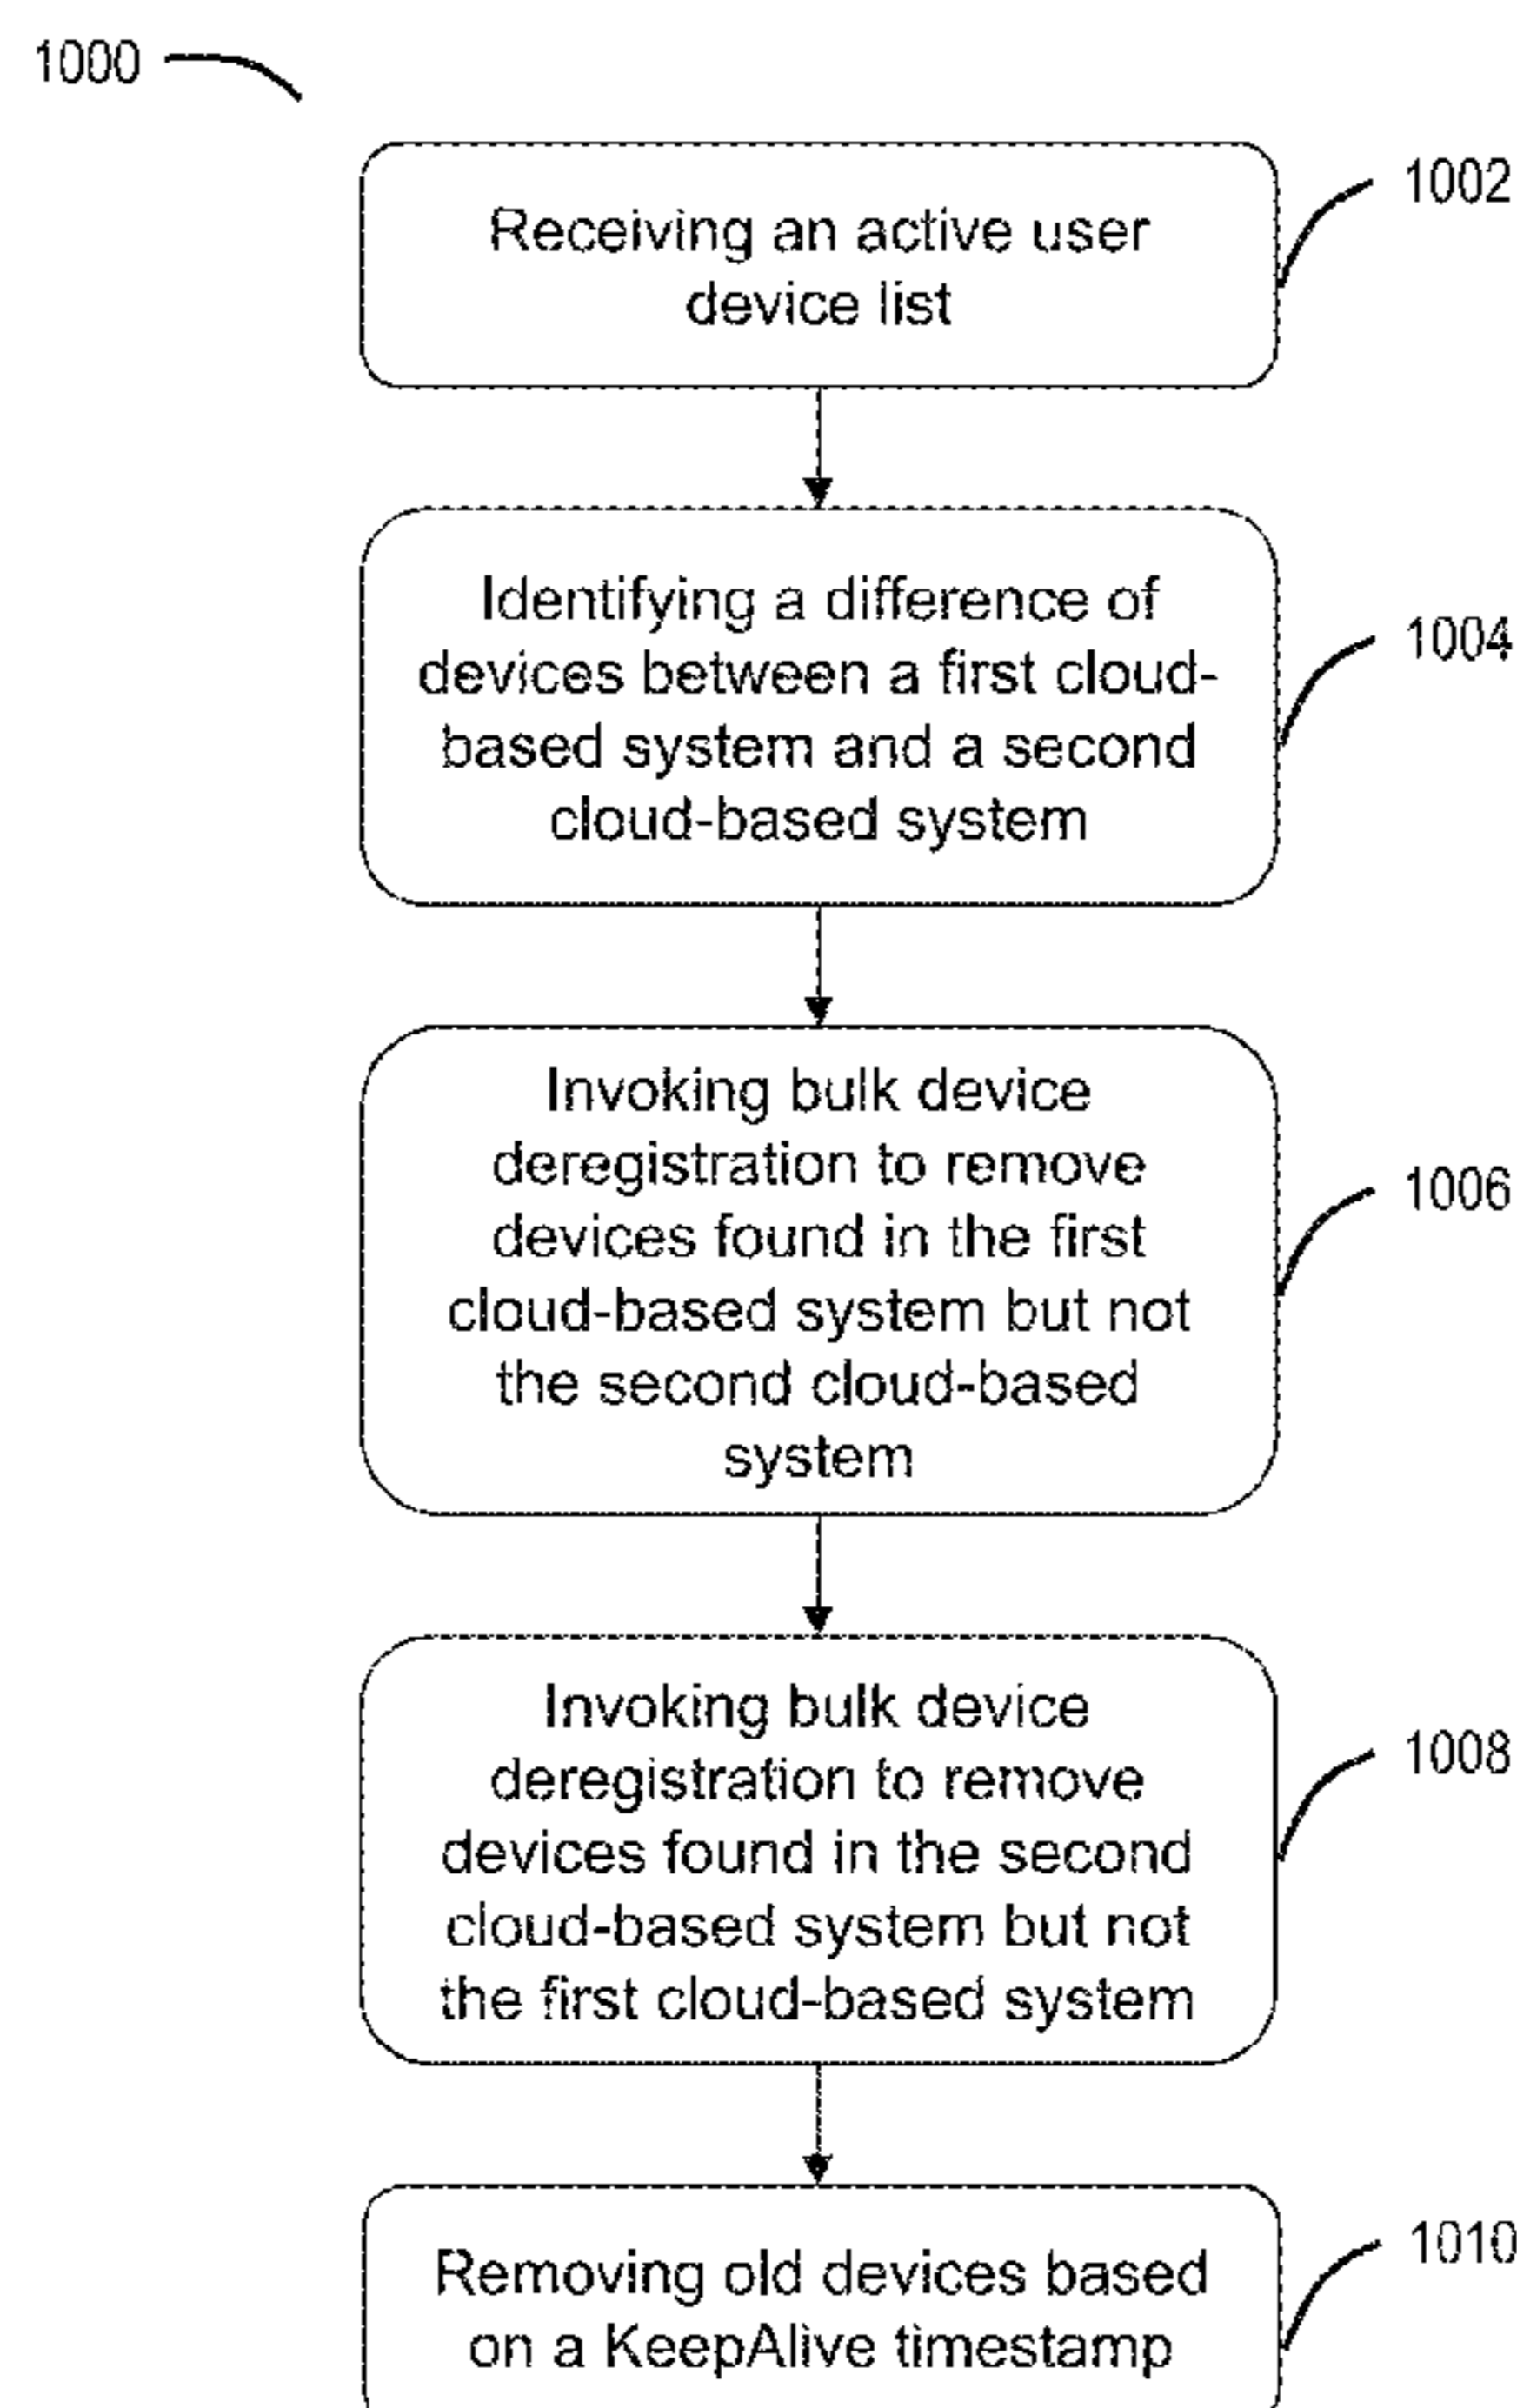 1000
Receiving an active user
device list
1002
Identifying a difference of
devices between a first cloud-
based system and a second
cloud-based system
1004
Invoking bulk device
deregistration to remove
devices found in the first
cloud-based system but not
the second cloud-based
system
1006
Invoking bulk device
deregistration to remove
devices found in the second
cloud-based system but not
the first cloud-based system
1008
Removing old devices based
on a KeepAlive timestamp
1010